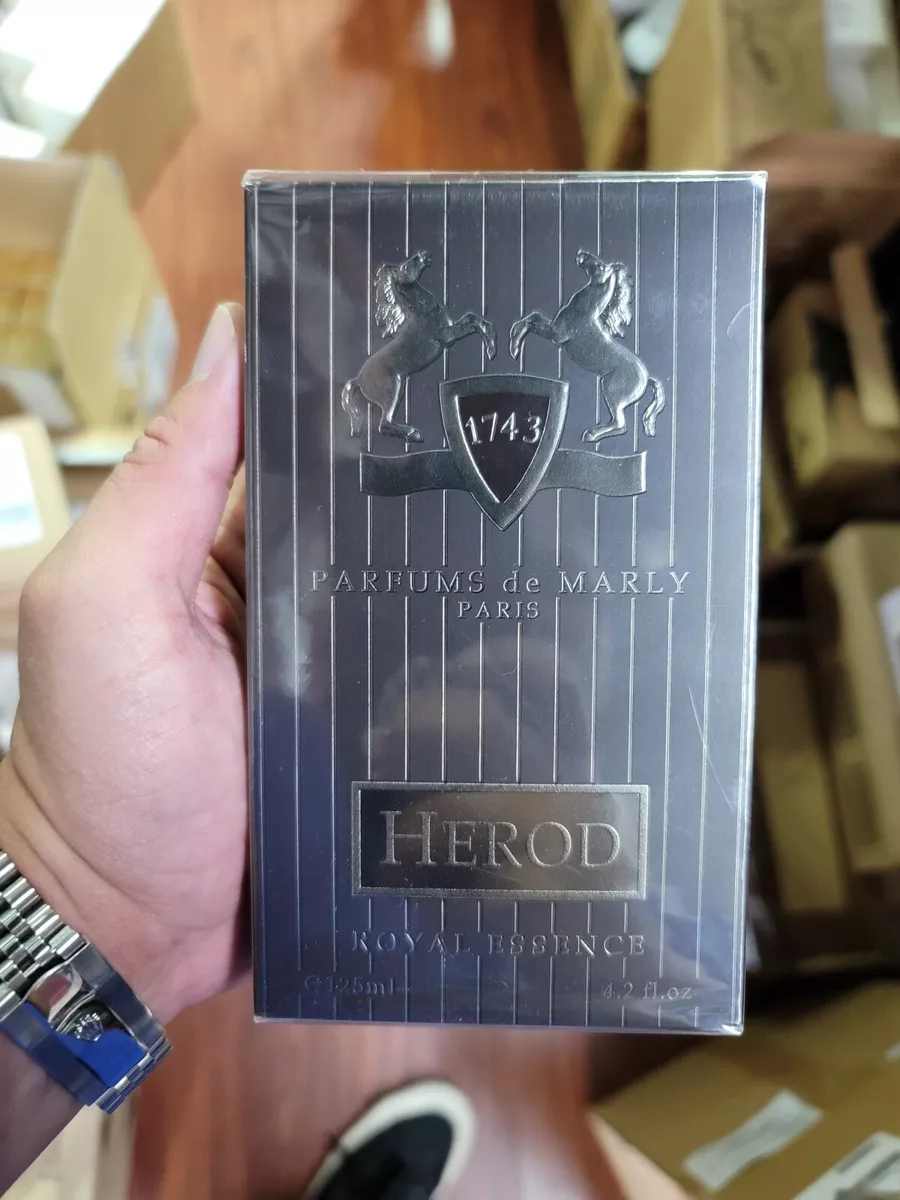 1743
PARFUMS de MARLY
PARIS
HEROD
ROYAL ESSENCE
℮125ml 4.2 fl.oz